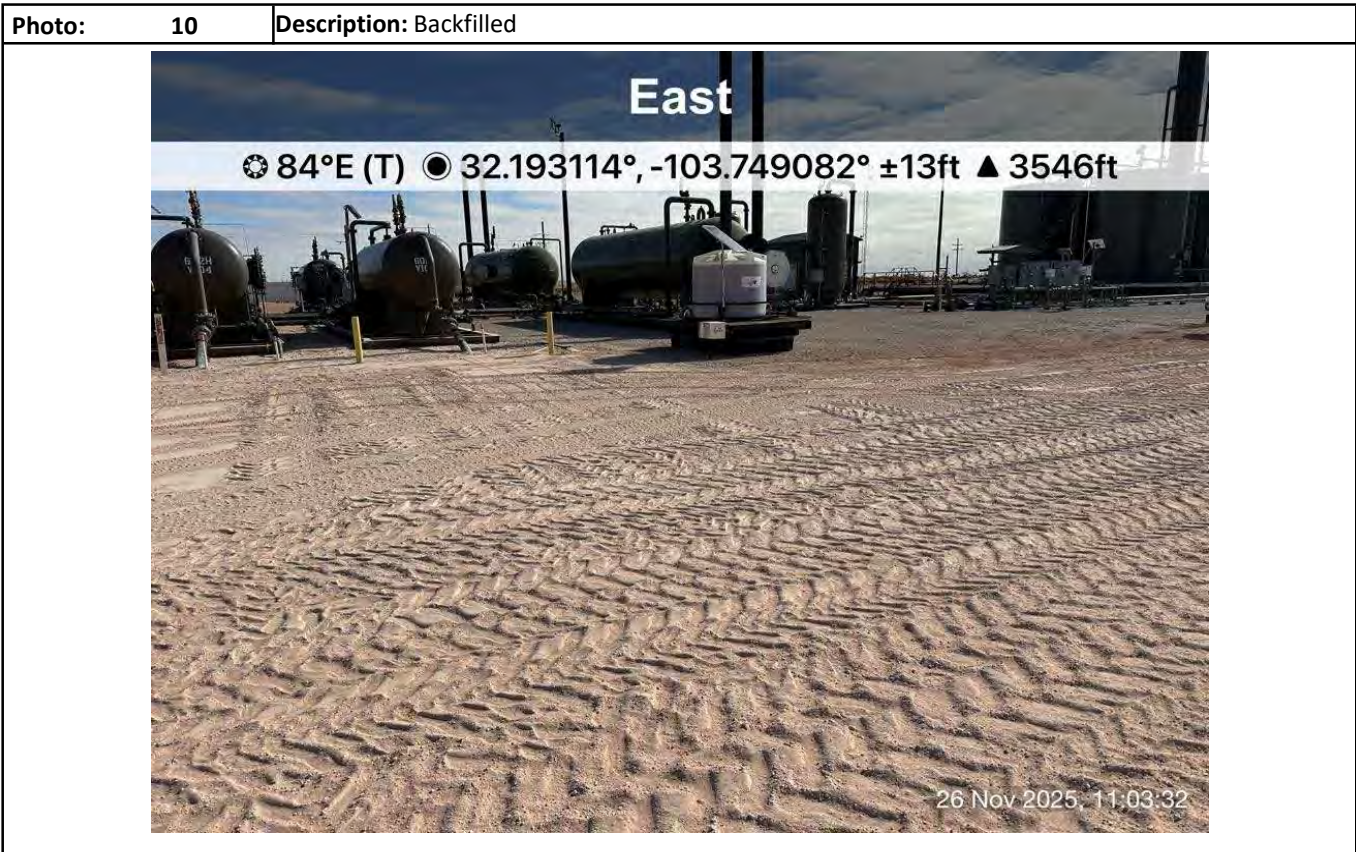 Photo: 10 Description: Backfilled
East
84°E (T) 32.193114°, -103.749082° ±13ft ▲ 3546ft
26 Nov 2025, 11:03:32